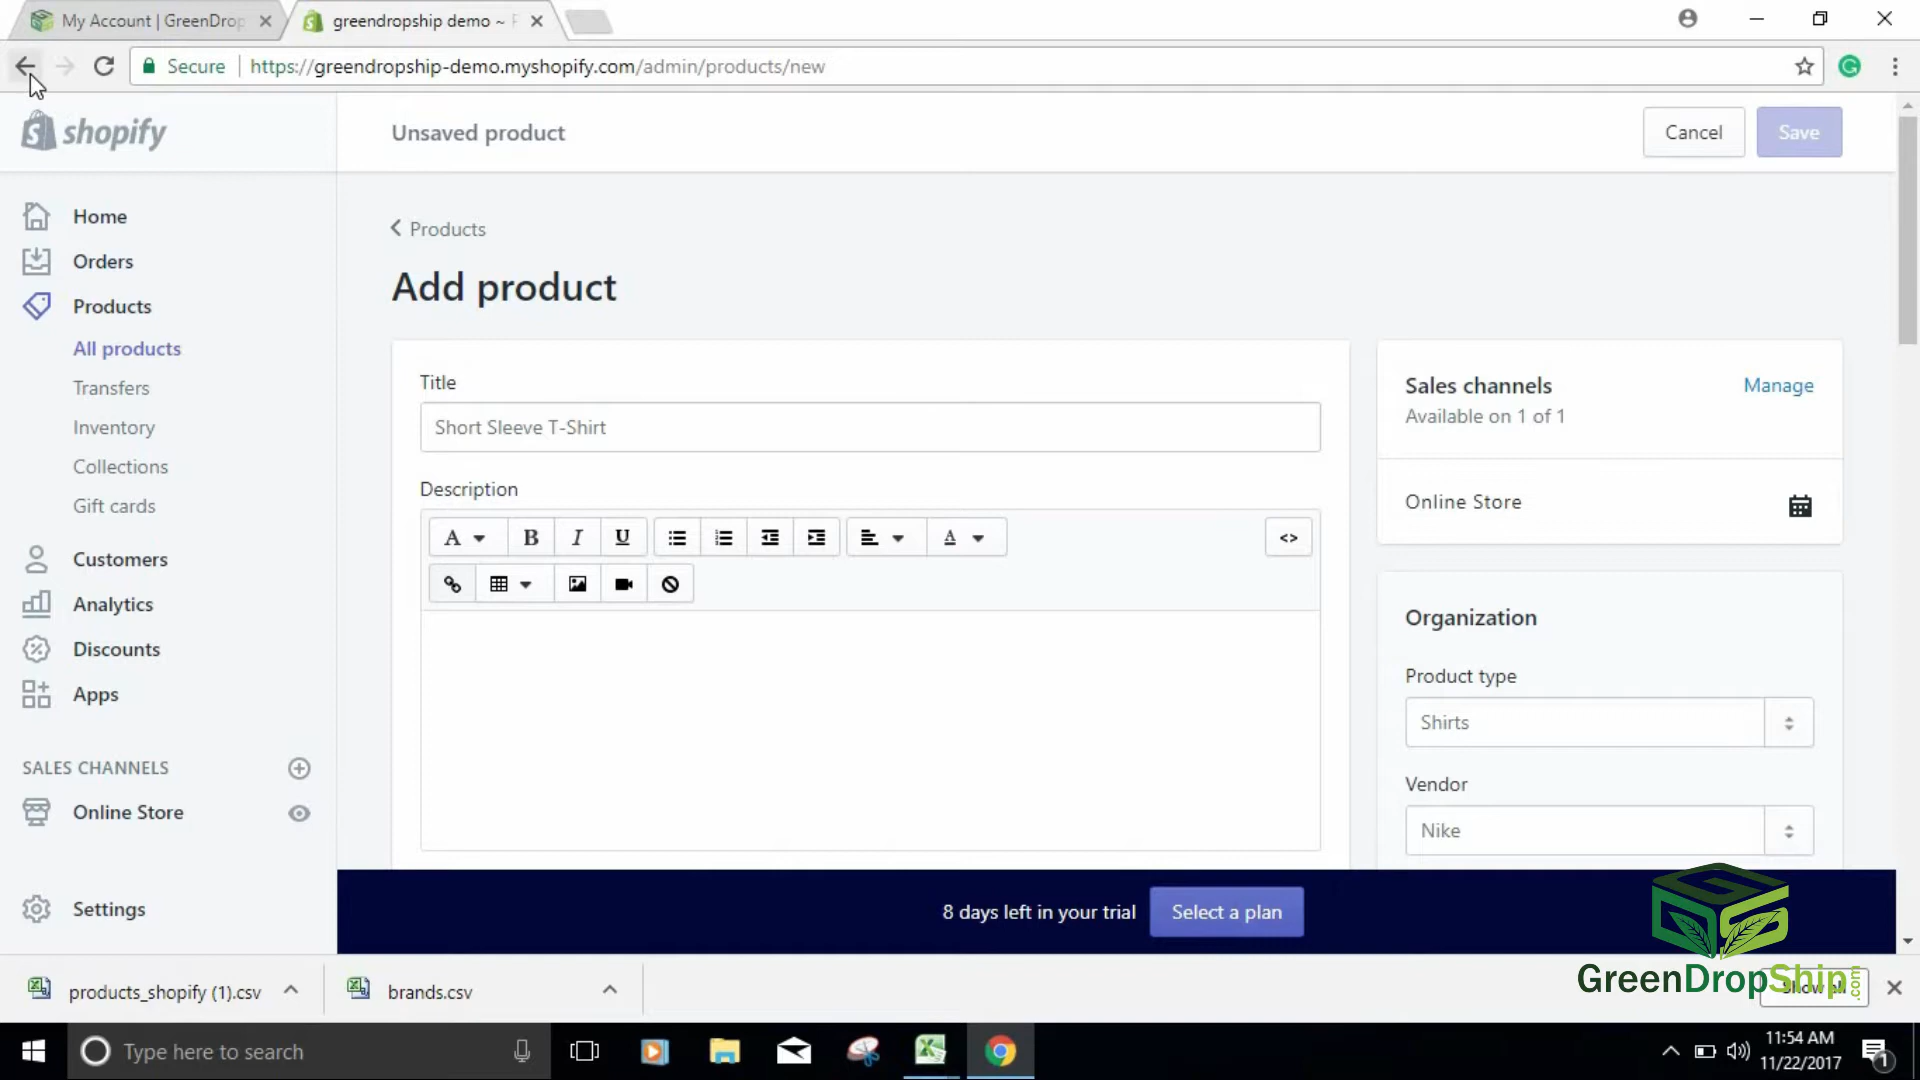 My Account | GreenDrop
greendropship demo ~ P
Secure
https://greendropship-demo.myshopify.com/admin/products/new
shopify
Unsaved product
Cancel
Save
Home
Orders
Products
All products
Transfers
Inventory
Collections
Gift cards
Customers
Analytics
Discounts
Apps
SALES CHANNELS
Online Store
Settings
Products
Add product
Title
Short Sleeve T-Shirt
Description
A
B
I
U
A
<>
Sales channels
Manage
Available on 1 of 1
Online Store
Organization
Product type
Shirts
Vendor
Nike
8 days left in your trial
Select a plan
GreenDropShip.com
products_shopify (1).csv
brands.csv
Show all
Type here to search
11:54 AM
11/22/2017
1